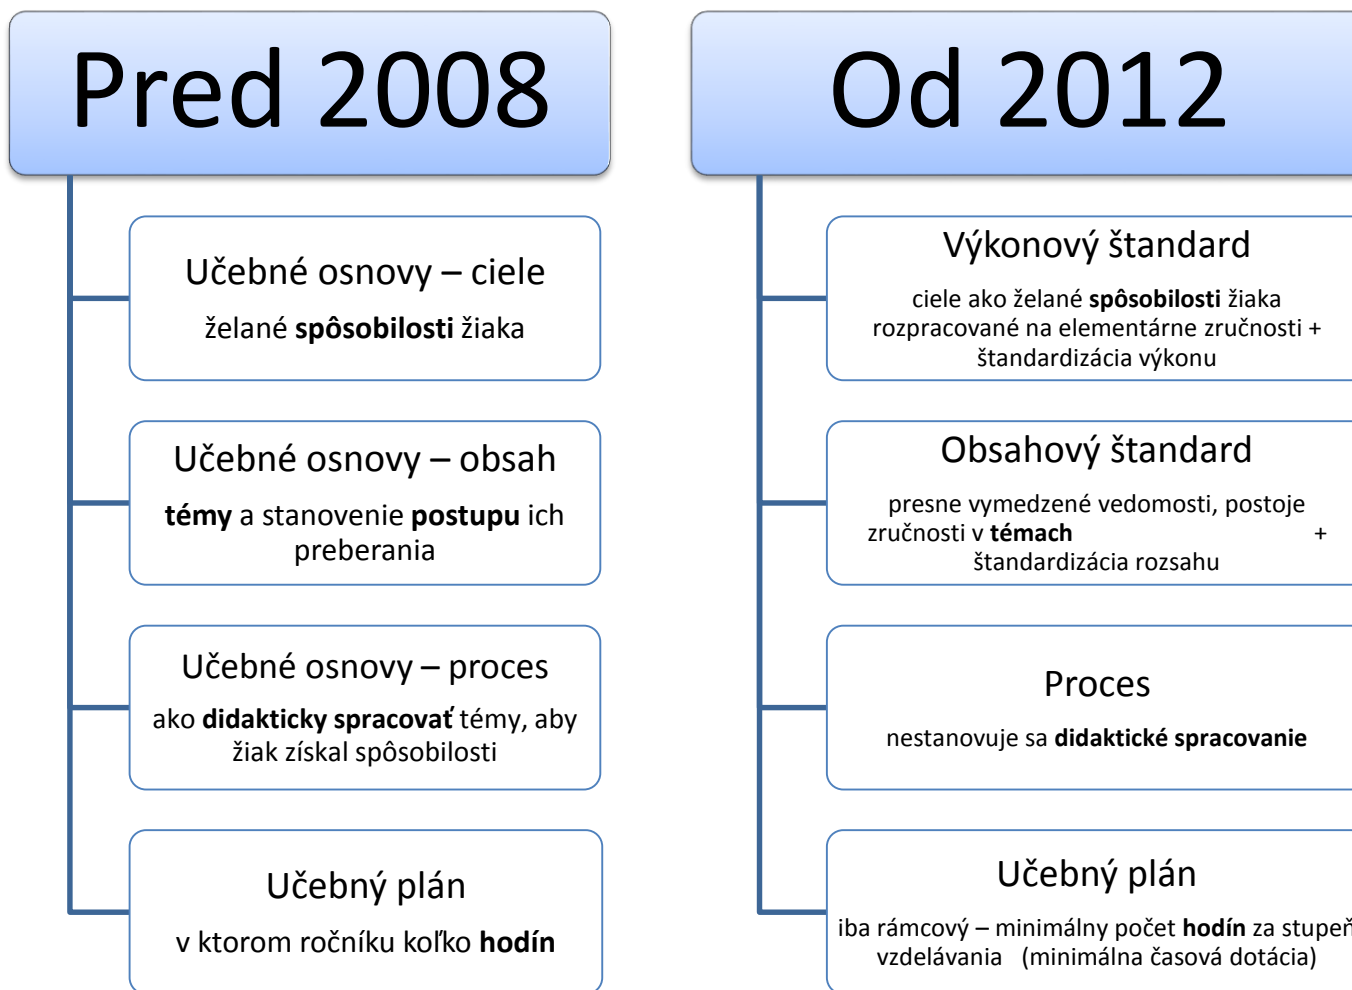 Pred 2008
Učebné osnovy – ciele
želané spôsobilosti žiaka
Učebné osnovy – obsah
témy a stanovenie postupu ich
preberania
Učebné osnovy – proces
ako didakticky spracovať témy, aby
žiak získal spôsobilosti
Učebný plán
v ktorom ročníku koľko hodín
Od 2012
Výkonový štandard
ciele ako želané spôsobilosti žiaka
rozpracované na elementárne zručnosti +
štandardizácia výkonu
Obsahový štandard
presne vymedzené vedomosti, postoje
zručnosti v témach +
štandardizácia rozsahu
Proces
nestanovuje sa didaktické spracovanie
Učebný plán
iba rámcový – minimálny počet hodín za stupeň
vzdelávania (minimálna časová dotácia)